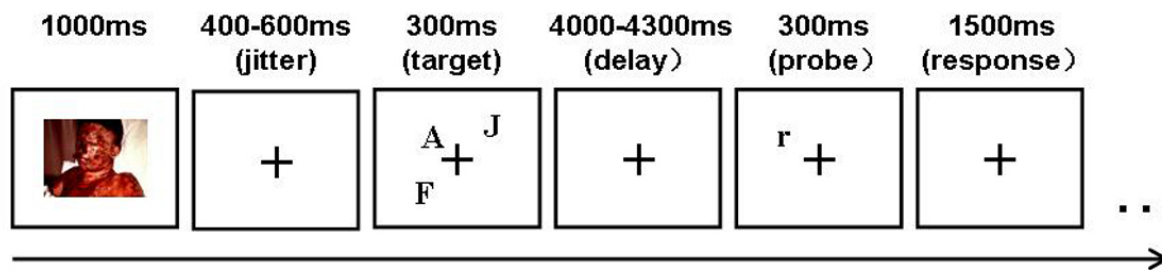 1000ms 400-600ms 300ms 4000-4300ms 300ms 1500ms
(jitter) (target) (delay） (probe） (response）
A J
F
r
. .